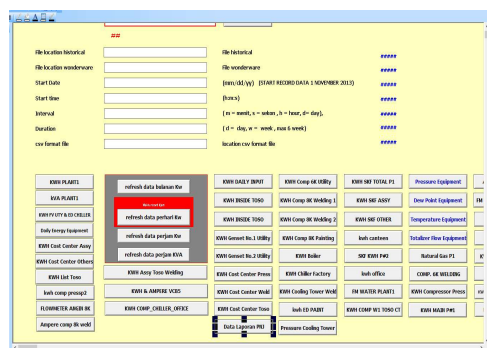 ##
File location historical File historical #####
File location wonderware File wonderware #####
Start Date (mm/dd/yy) (START RECORD DATA 1 NOVEMBER 2013) #####
Start time (h:m:s) #####
Interval ( m = menit, s = sekon , h = hour, d= day), #####
Duration ( d = day, w = week , max 6 week) #####
csv format file location csv format file #####
KWH PLANT1
kVA PLANT1
KWH FV UTY & ED CHILLER
Daily Energy Equipment
KWH Cost Center Assy
KWH Cost Center Others
KWH List Toso
kwh comp pressp2
FLOWMETER ANGIN 8K
Ampere comp 8k weld
refresh data bulanan Kw
refresh data perhari Kw
refresh data perjam Kw
refresh data perjam KVA
KWH Assy Toso Welding
KWH & AMPERE VCB5
KWH COMP_CHILLER_OFFICE
KWH DAILY INPUT
KWH INSIDE TOSO
KWH INSIDE TOSO
KWH Genset No.1 Utility
KWH Genset No.2 Utility
KWH Cost Center Press
KWH Cost Center Weld
KWH Cost Center Toso
Data Laporan PNJ
KWH Comp 6K Utility
KWH Comp 8K Welding 1
KWH Comp 8K Welding 2
KWH Comp 8K Painting
KWH Boiler
KWH Chiller Factory
KWH Cooling Tower Weld
kwh ED PAINT
Pressure Cooling Tower
KWH SKF TOTAL P1
KWH SKF ASSY
KWH SKF OTHER
kwh canteen
SKF KWH P#2
kwh office
FM WATER PLANT1
KWH COMP W1 TOSO CT
Pressure Equipment
Dew Point Equipment
Temperature Equipment
Totalizer Flow Equipment
Natural Gas P1
COMP. 6K WELDING
KWH Compressor Press
KWH MAIN P#1